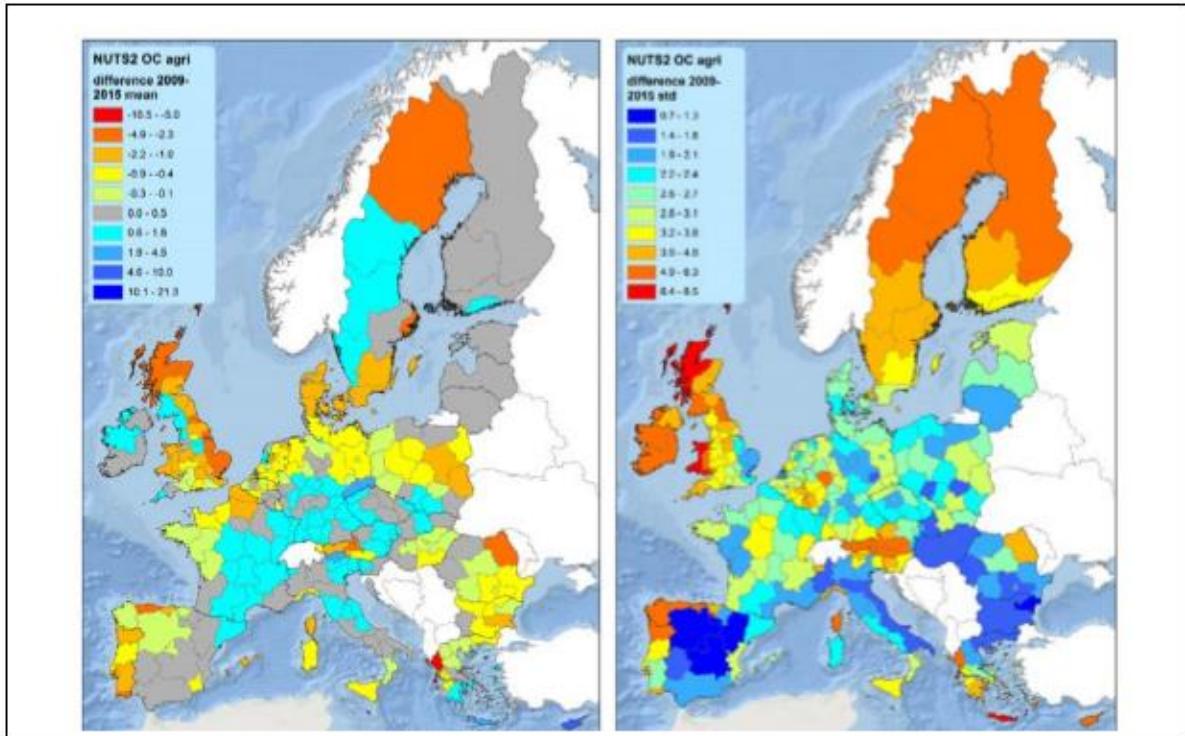 NUTS2 OC agri
difference 2009-
2015 mean
-10.5 - -5.0
-4.9 - -2.3
-2.2 - -1.0
-0.9 - -0.4
-0.3 - -0.1
0.0 - 0.5
0.6 - 1.8
1.9 - 4.5
4.6 - 10.0
10.1 - 21.3
NUTS2 OC agri
difference 2009-
2015 std
0.7 - 1.3
1.4 - 1.8
1.9 - 2.1
2.2 - 2.4
2.5 - 2.7
2.8 - 3.1
3.2 - 3.8
3.9 - 4.8
4.9 - 6.3
6.4 - 8.5